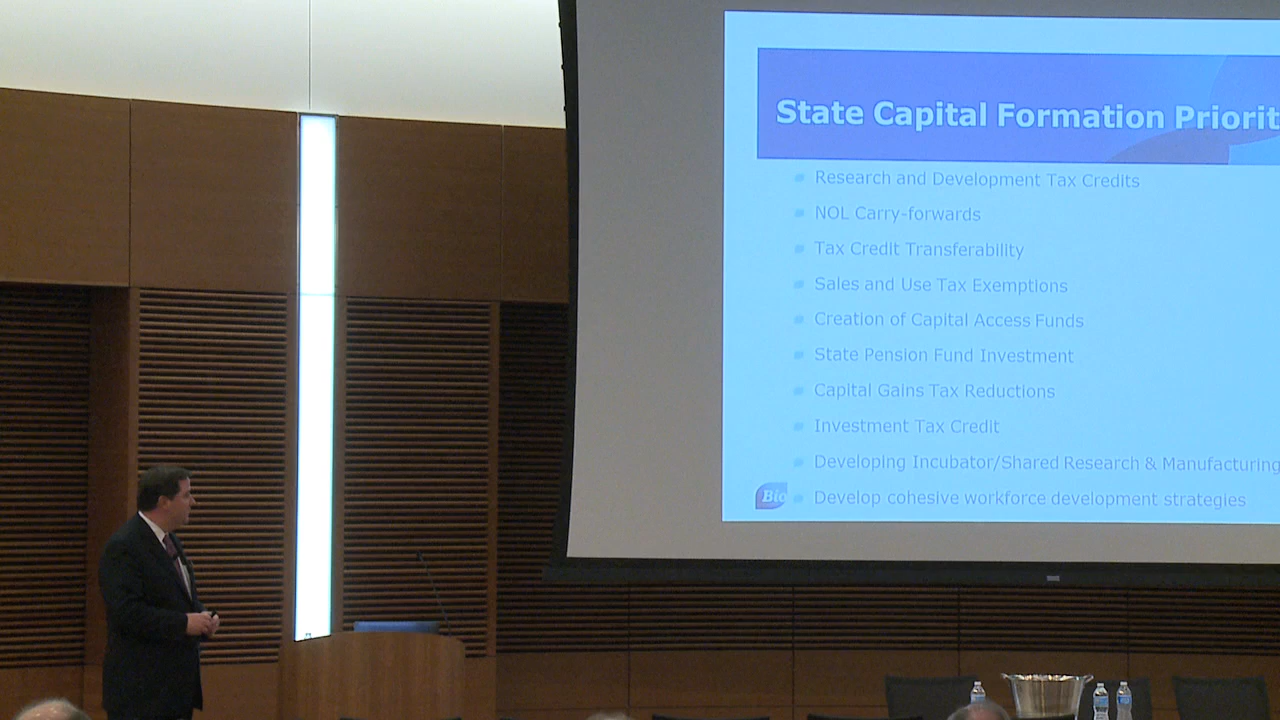 State Capital Formation Priorit
Research and Development Tax Credits
NOL Carry-forwards
Tax Credit Transferability
Sales and Use Tax Exemptions
Creation of Capital Access Funds
State Pension Fund Investment
Capital Gains Tax Reductions
Investment Tax Credit
Developing Incubator/Shared Research & Manufacturing
Bio
Develop cohesive workforce development strategies